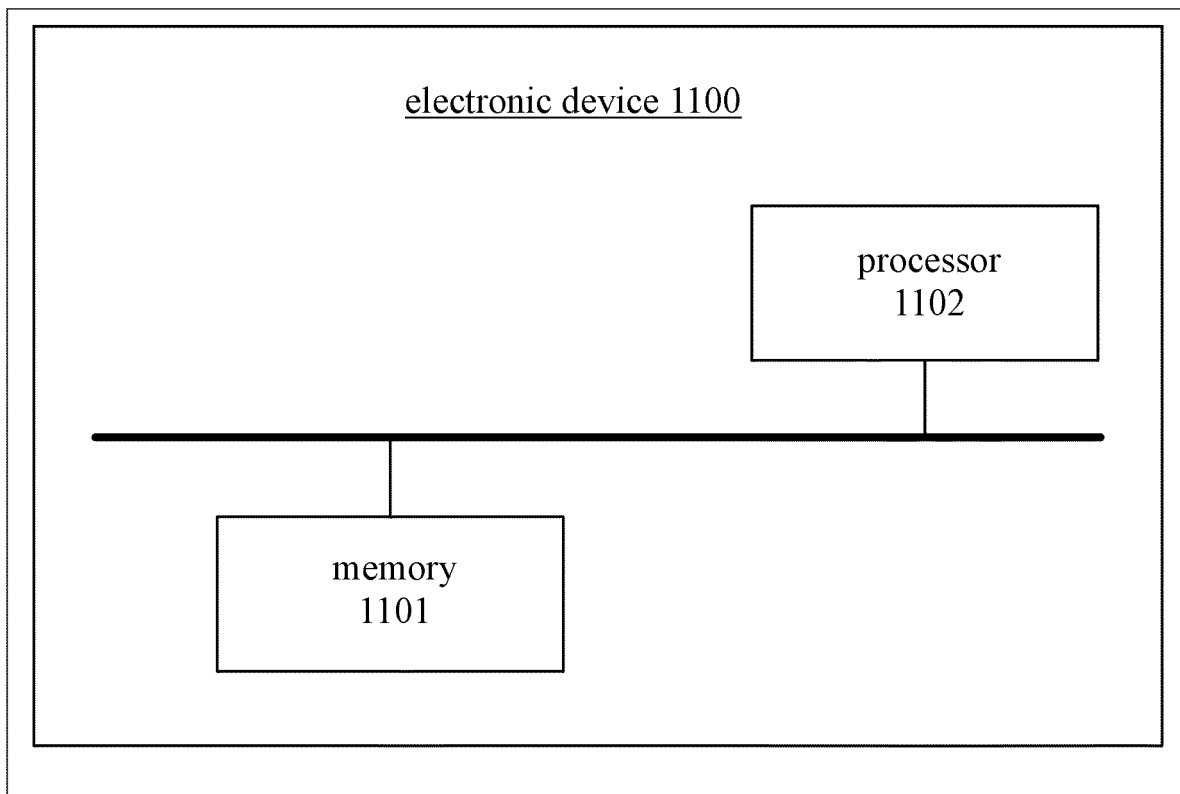 electronic device 1100
processor
1102
memory
1101